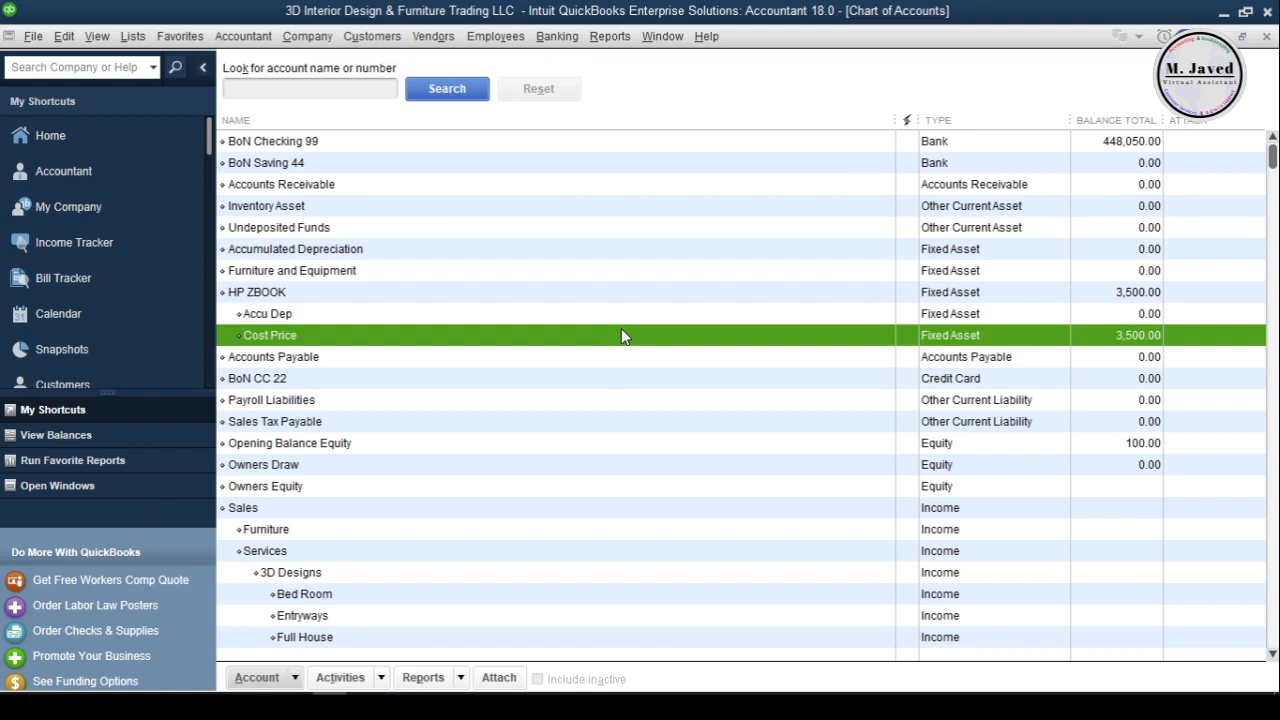 3D Interior Design & Furniture Trading LLC - Intuit QuickBooks Enterprise Solutions: Accountant 18.0 - [Chart of Accounts]
File Edit View Lists Favorites Accountant Company Customers Vendors Employees Banking Reports Window Help
Search Company or Help
Look for account name or number
Search Reset
M. Javed
Virtual Assistant
My Shortcuts
Home
Accountant
My Company
Income Tracker
Bill Tracker
Calendar
Snapshots
Customers
My Shortcuts
View Balances
Run Favorite Reports
Open Windows
Do More With QuickBooks
Get Free Workers Comp Quote
Order Labor Law Posters
Order Checks & Supplies
Promote Your Business
See Funding Options
NAME TYPE BALANCE TOTAL ATTACH
BoN Checking 99 Bank 448,050.00
BoN Saving 44 Bank 0.00
Accounts Receivable Accounts Receivable 0.00
Inventory Asset Other Current Asset 0.00
Undeposited Funds Other Current Asset 0.00
Accumulated Depreciation Fixed Asset 0.00
Furniture and Equipment Fixed Asset 0.00
HP ZBOOK Fixed Asset 3,500.00
Accu Dep Fixed Asset 0.00
Cost Price Fixed Asset 3,500.00
Accounts Payable Accounts Payable 0.00
BoN CC 22 Credit Card 0.00
Payroll Liabilities Other Current Liability 0.00
Sales Tax Payable Other Current Liability 0.00
Opening Balance Equity Equity 100.00
Owners Draw Equity 0.00
Owners Equity Equity
Sales Income
Furniture Income
Services Income
3D Designs Income
Bed Room Income
Entryways Income
Full House Income
Account Activities Reports Attach Include inactive